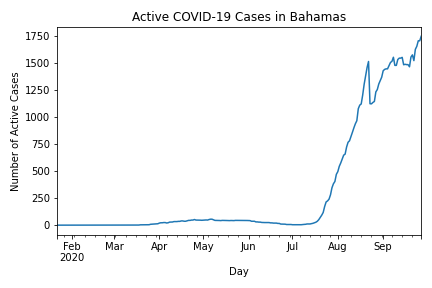 Active COVID-19 Cases in Bahamas
Number of Active Cases
1750
1500
1250
1000
750
500
250
0
Feb Mar Apr May Jun Jul Aug Sep
2020
Day